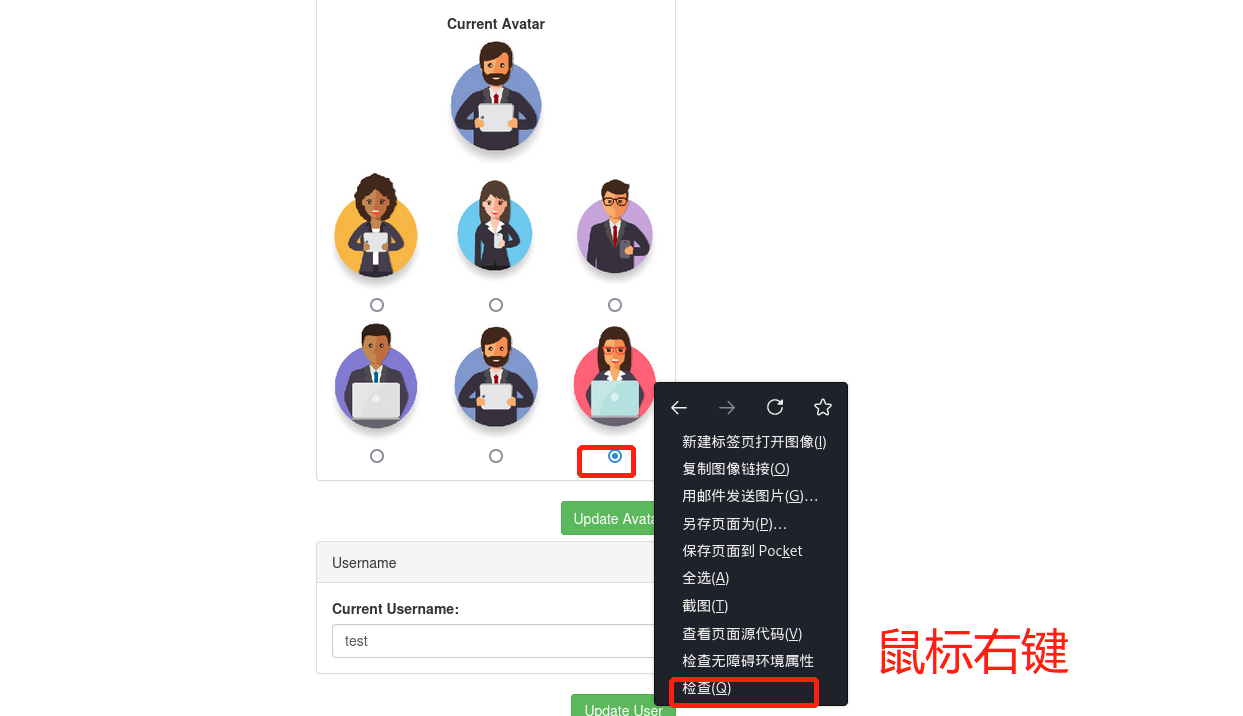 Current Avatar
新建标签页打开图像(I)
复制图像链接(O)
用邮件发送图片(G)...
另存页面为(P)...
保存页面到 Pocket
全选(A)
截图(T)
查看页面源代码(V)
检查无障碍环境属性
检查(Q)
Update Avata
Username
Current Username:
test
Update User
鼠标右键